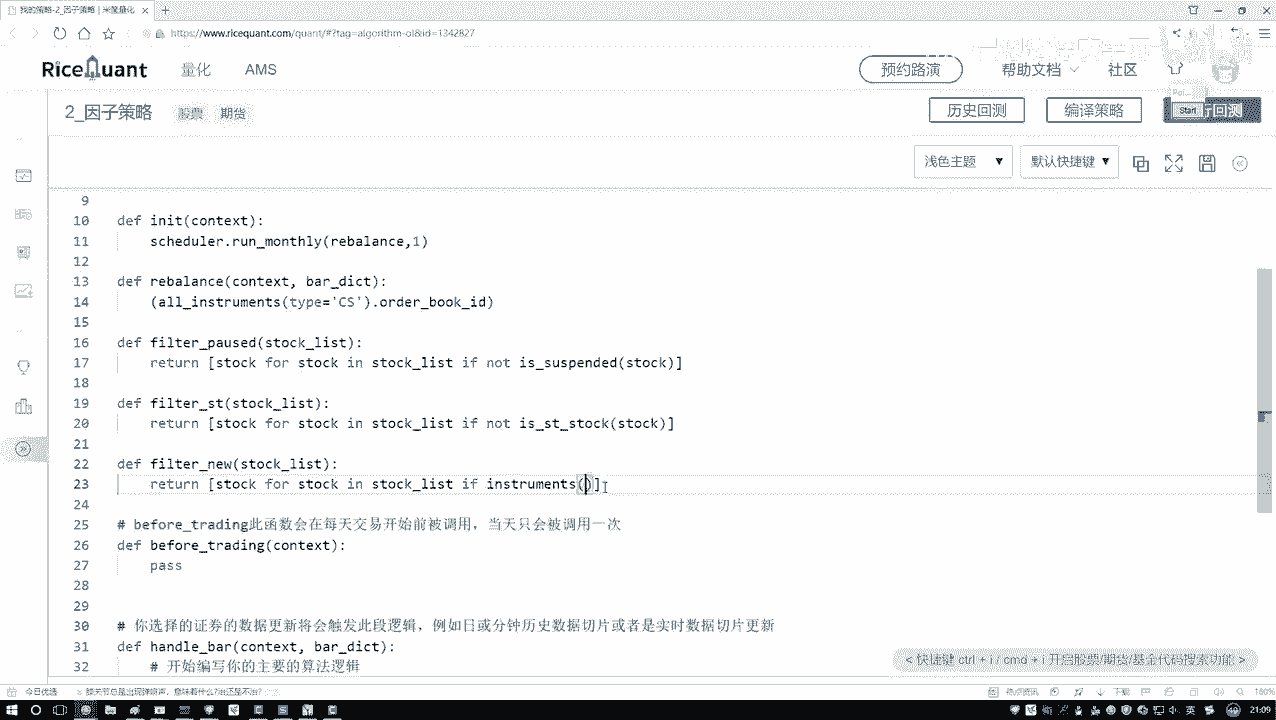 我的策略-2_因子策略 | 米筐量化
https://www.ricequant.com/quant/#?tag=algorithm-ol&id=1342827
RiceQuant 量化 AMS 预约路演 帮助文档 社区
2_因子策略 股票 期货 历史回测 编译策略 行回测
Start
浅色主题 默认快捷键
9
10 def init(context):
11 scheduler.run_monthly(rebalance,1)
12
13 def rebalance(context, bar_dict):
14 (all_instruments(type='CS').order_book_id)
15
16 def filter_paused(stock_list):
17 return [stock for stock in stock_list if not is_suspended(stock)]
18
19 def filter_st(stock_list):
20 return [stock for stock in stock_list if not is_st_stock(stock)]
21
22 def filter_new(stock_list):
23 return [stock for stock in stock_list if instruments()]
24
25 # before_trading此函数会在每天交易开始前被调用，当天只会被调用一次
26 def before_trading(context):
27 pass
28
29
30 # 你选择的证券的数据更新将会触发此段逻辑，例如日或分钟历史数据切片或者是实时数据切片更新
31 def handle_bar(context, bar_dict):
32 # 开始编写你的主要的算法逻辑
< 快捷键 ctrl + i / cmd + i 开启股票/期货/基金代码搜索功能 >
今日优选 热点资讯 下载 160%
英 21:09